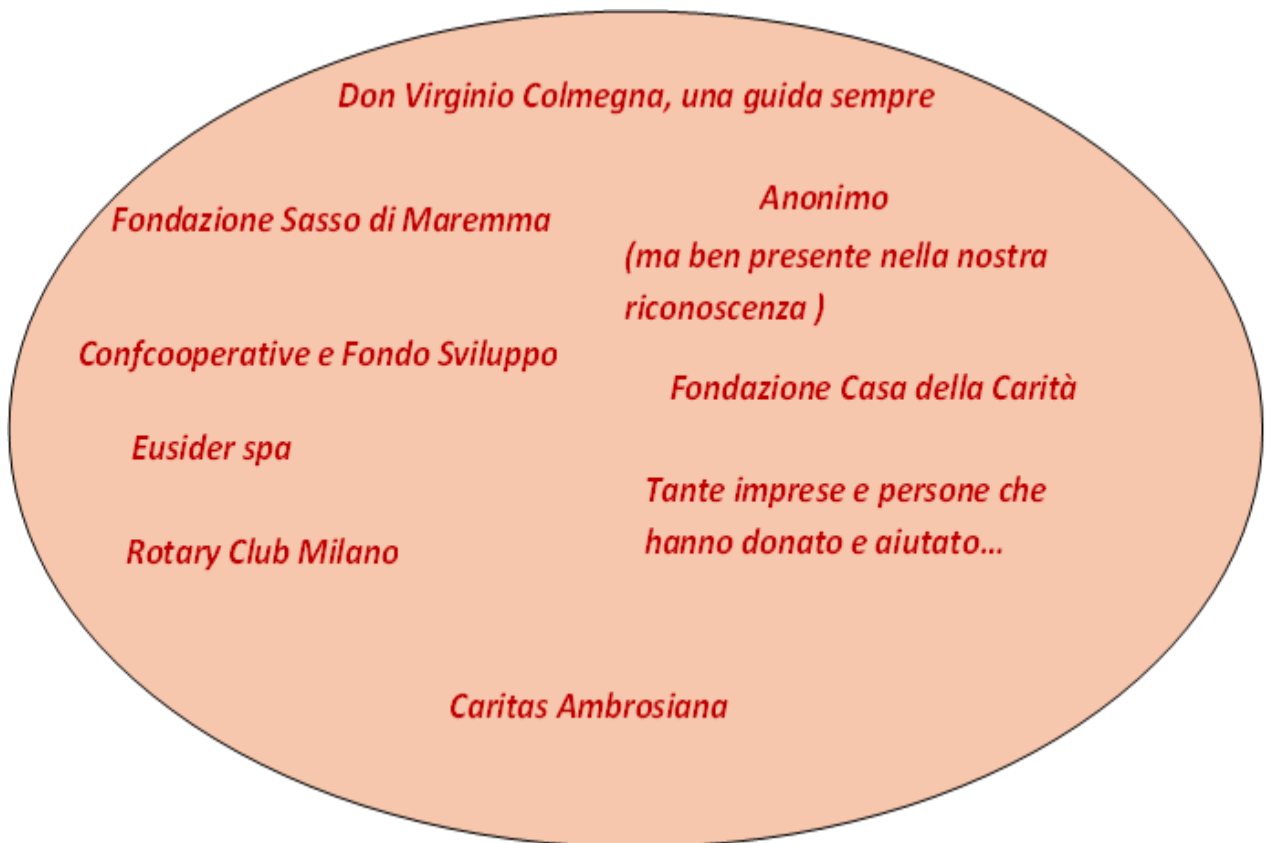 Don Virginio Colmegna, una guida sempre
Anonimo
Fondazione Sasso di Maremma
(ma ben presente nella nostra
riconoscenza )
Confcooperative e Fondo Sviluppo
Fondazione Casa della Carità
Eusider spa
Tante imprese e persone che
hanno donato e aiutato...
Rotary Club Milano
Caritas Ambrosiana